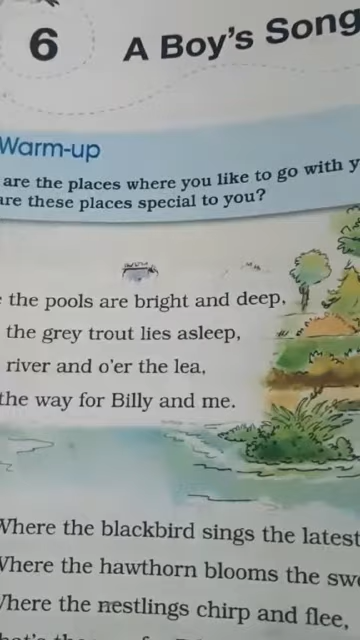 6
A Boy's Song
Warm-up
are the places where you like to go with
are these places special to you?
the pools are bright and deep,
the grey trout lies asleep,
river and o'er the lea,
the way for Billy and me.
Where the blackbird sings the latest
Where the hawthorn blooms the
Where the nestlings chirp and flee,